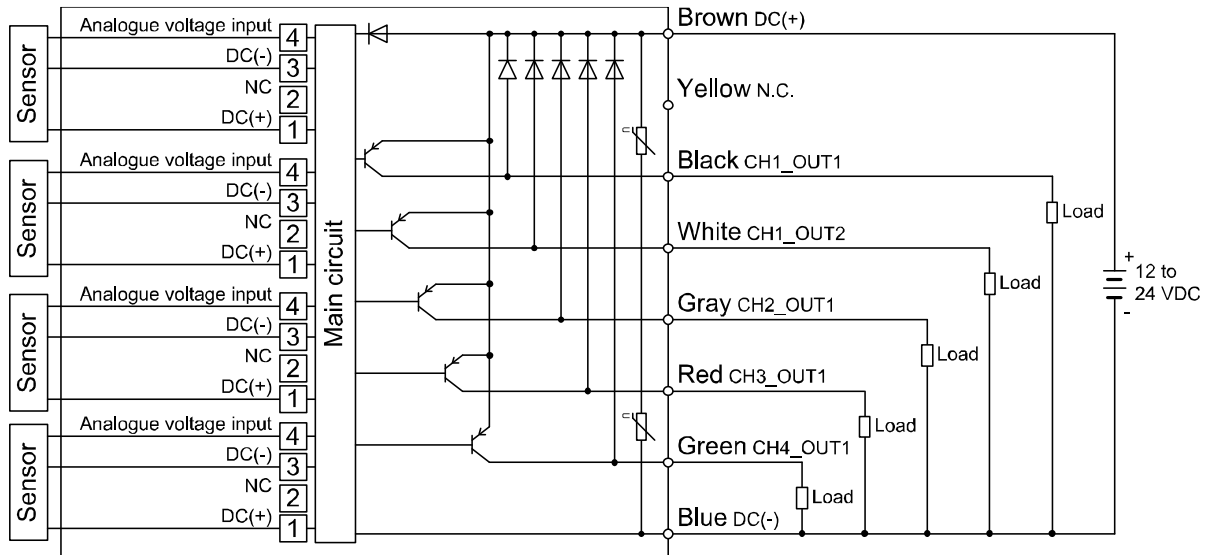 Sensor
Analogue voltage input 4
DC(-) 3
NC 2
DC(+) 1
Sensor
Analogue voltage input 4
DC(-) 3
NC 2
DC(+) 1
Sensor
Analogue voltage input 4
DC(-) 3
NC 2
DC(+) 1
Sensor
Analogue voltage input 4
DC(-) 3
NC 2
DC(+) 1
Main circuit
U
U
Brown DC(+)
Yellow N.C.
Black CH1_OUT1
White CH1_OUT2
Gray CH2_OUT1
Red CH3_OUT1
Green CH4_OUT1
Blue DC(-)
Load
Load
Load
Load
Load
+
12 to
24 VDC
-